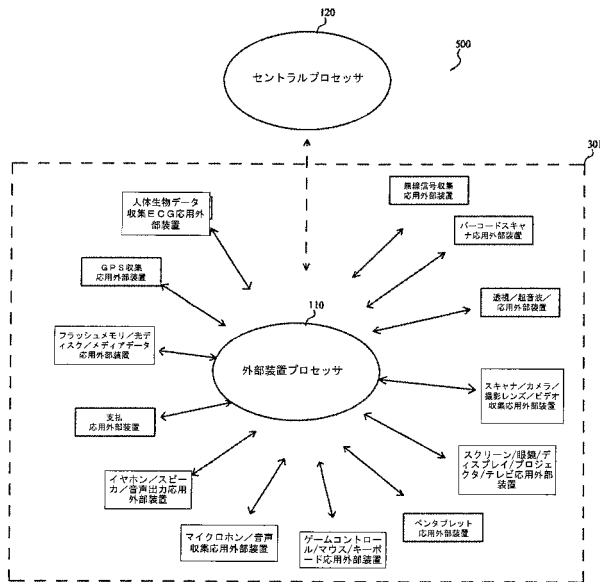 120
500
セントラルプロセッサ
301
無線信号収集
応用外部装置
人体生物データ
収集ECG応用外
部装置
バーコードスキャ
ナ応用外部装置
GPS収集
応用外部装置
透視/超音波/
応用外部装置
110
フラッシュメモリ/光デ
ィスク/メディアデータ
応用外部装置
外部装置プロセッサ
スキャナ/カメラ/
撮影レンズ/ビデオ
収集応用外部装置
支払
応用外部装置
スクリーン/眼鏡/デ
ィスプレイ/プロジェ
クタ/テレビ応用外部
装置
イヤホン/スピー
カ/音声出力応用
外部装置
ペンタブレット
応用外部装置
マイクロホン/音声
収集応用外部装置
ゲームコントロー
ル/マウス/キーボ
ード応用外部装置